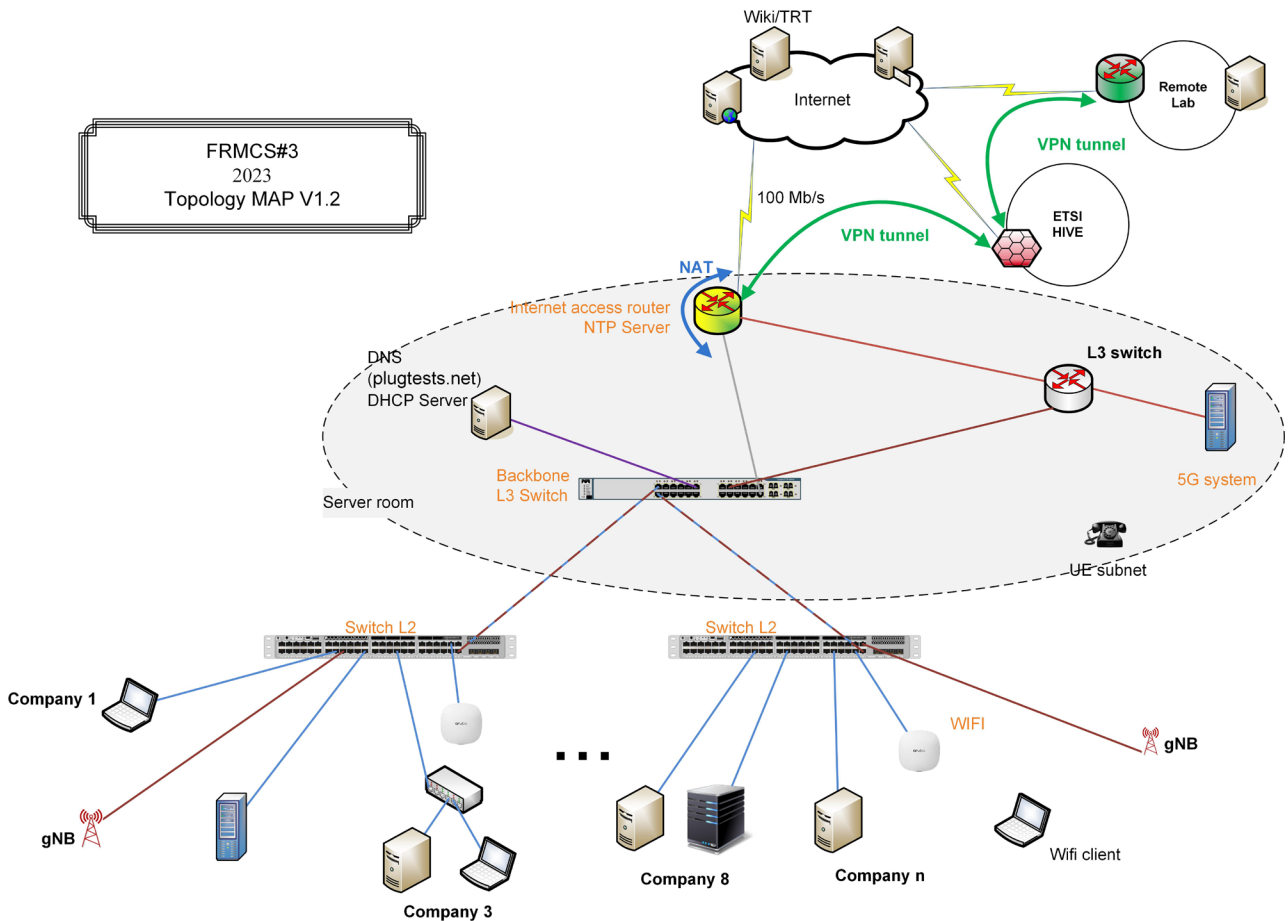 Wiki/TRT
Internet
Remote
Lab
FRMCS#3
2023
Topology MAP V1.2
VPN tunnel
100 Mb/s
ETSI
HIVE
VPN tunnel
NAT
Internet access router
NTP Server
L3 switch
DNS
(plugtests.net)
DHCP Server
Backbone
L3 Switch
5G system
Server room
UE subnet
Switch L2
Switch L2
Company 1
WIFI
gNB
gNB
Wifi client
Company 8
Company n
Company 3